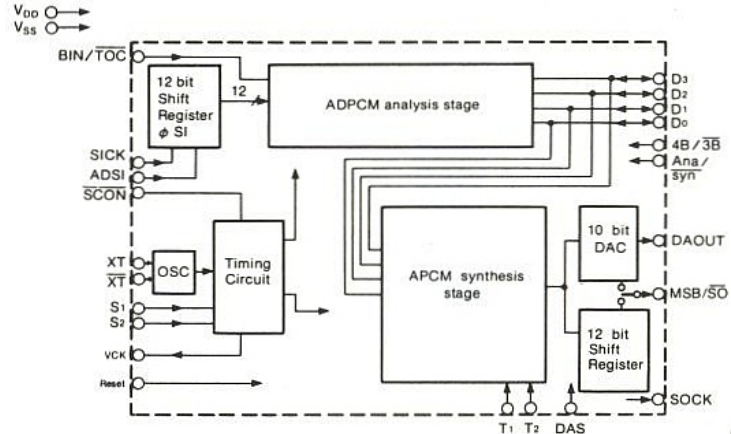 VDD
VSS
BIN/TOC
12 bit
Shift
Register
φ SI
12
ADPCM analysis stage
D3
D2
D1
D0
4B/3B
Ana/
syn
SICK
ADSI
SCON
XT
XT
OSC
Timing
Circuit
S1
S2
VCK
Reset
APCM synthesis
stage
10 bit
DAC
DAOUT
MSB/SO
12 bit
Shift
Register
SOCK
T1 T2 DAS